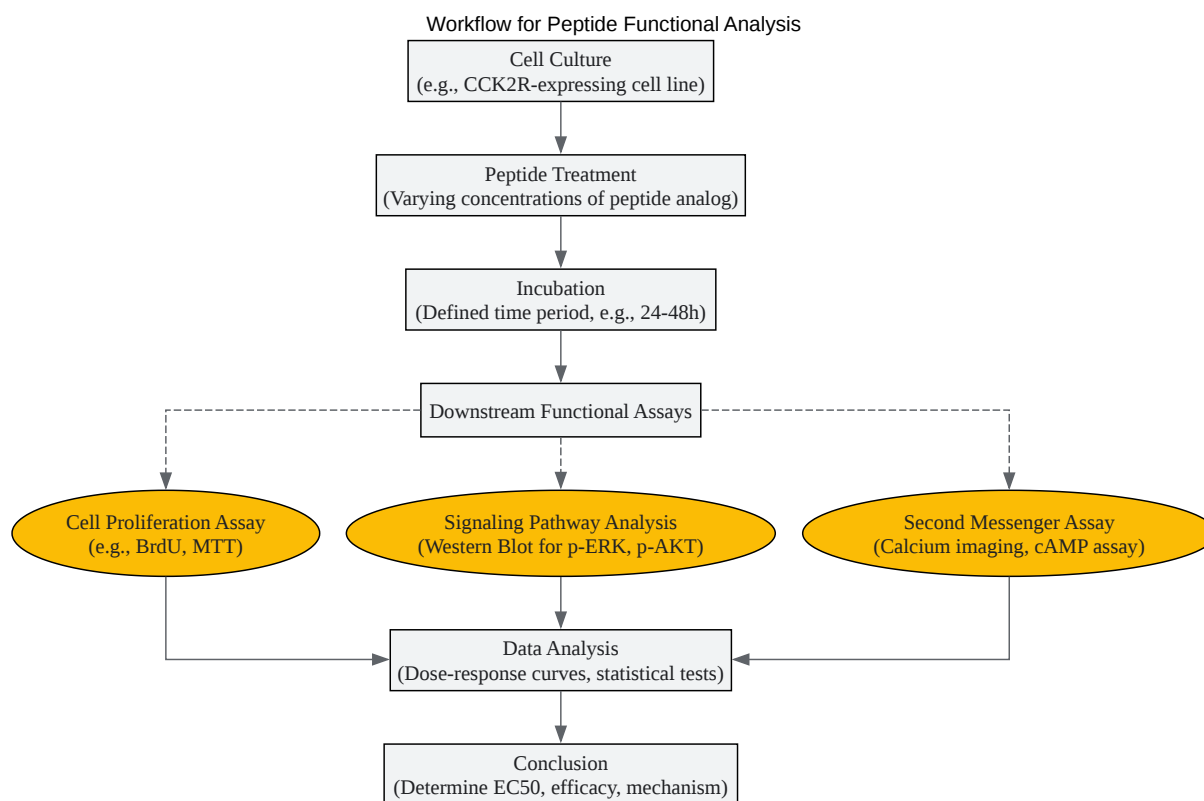 Workflow for Peptide Functional Analysis
Cell Culture
(e.g., CCK2R-expressing cell line)
Peptide Treatment
(Varying concentrations of peptide analog)
Incubation
(Defined time period, e.g., 24-48h)
Downstream Functional Assays
Cell Proliferation Assay
(e.g., BrdU, MTT)
Signaling Pathway Analysis
(Western Blot for p-ERK, p-AKT)
Second Messenger Assay
(Calcium imaging, cAMP assay)
Data Analysis
(Dose-response curves, statistical tests)
Conclusion
(Determine EC50, efficacy, mechanism)